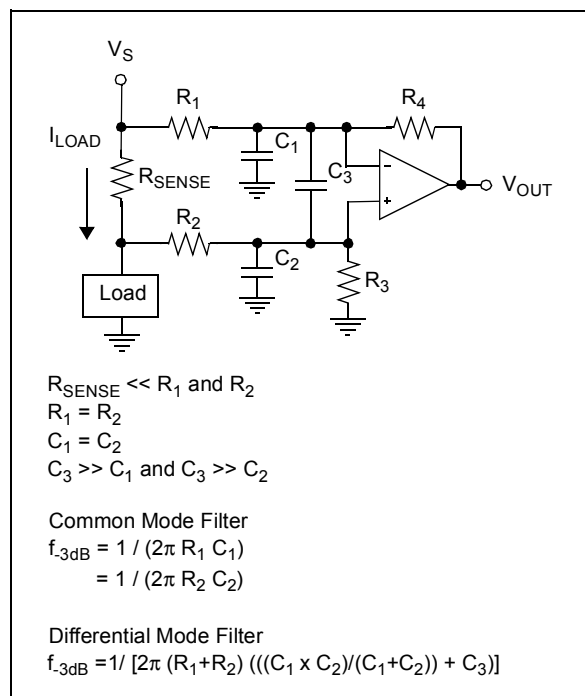 V_S
R_1
R_4
I_LOAD
C_1
R_SENSE
C_3
−
V_OUT
R_2
+
C_2
R_3
Load
R_SENSE << R_1 and R_2
R_1 = R_2
C_1 = C_2
C_3 >> C_1 and C_3 >> C_2
Common Mode Filter
f_-3dB = 1 / (2π R_1 C_1)
= 1 / (2π R_2 C_2)
Differential Mode Filter
f_-3dB =1/ [2π (R_1+R_2) (((C_1 x C_2)/(C_1+C_2)) + C_3)]